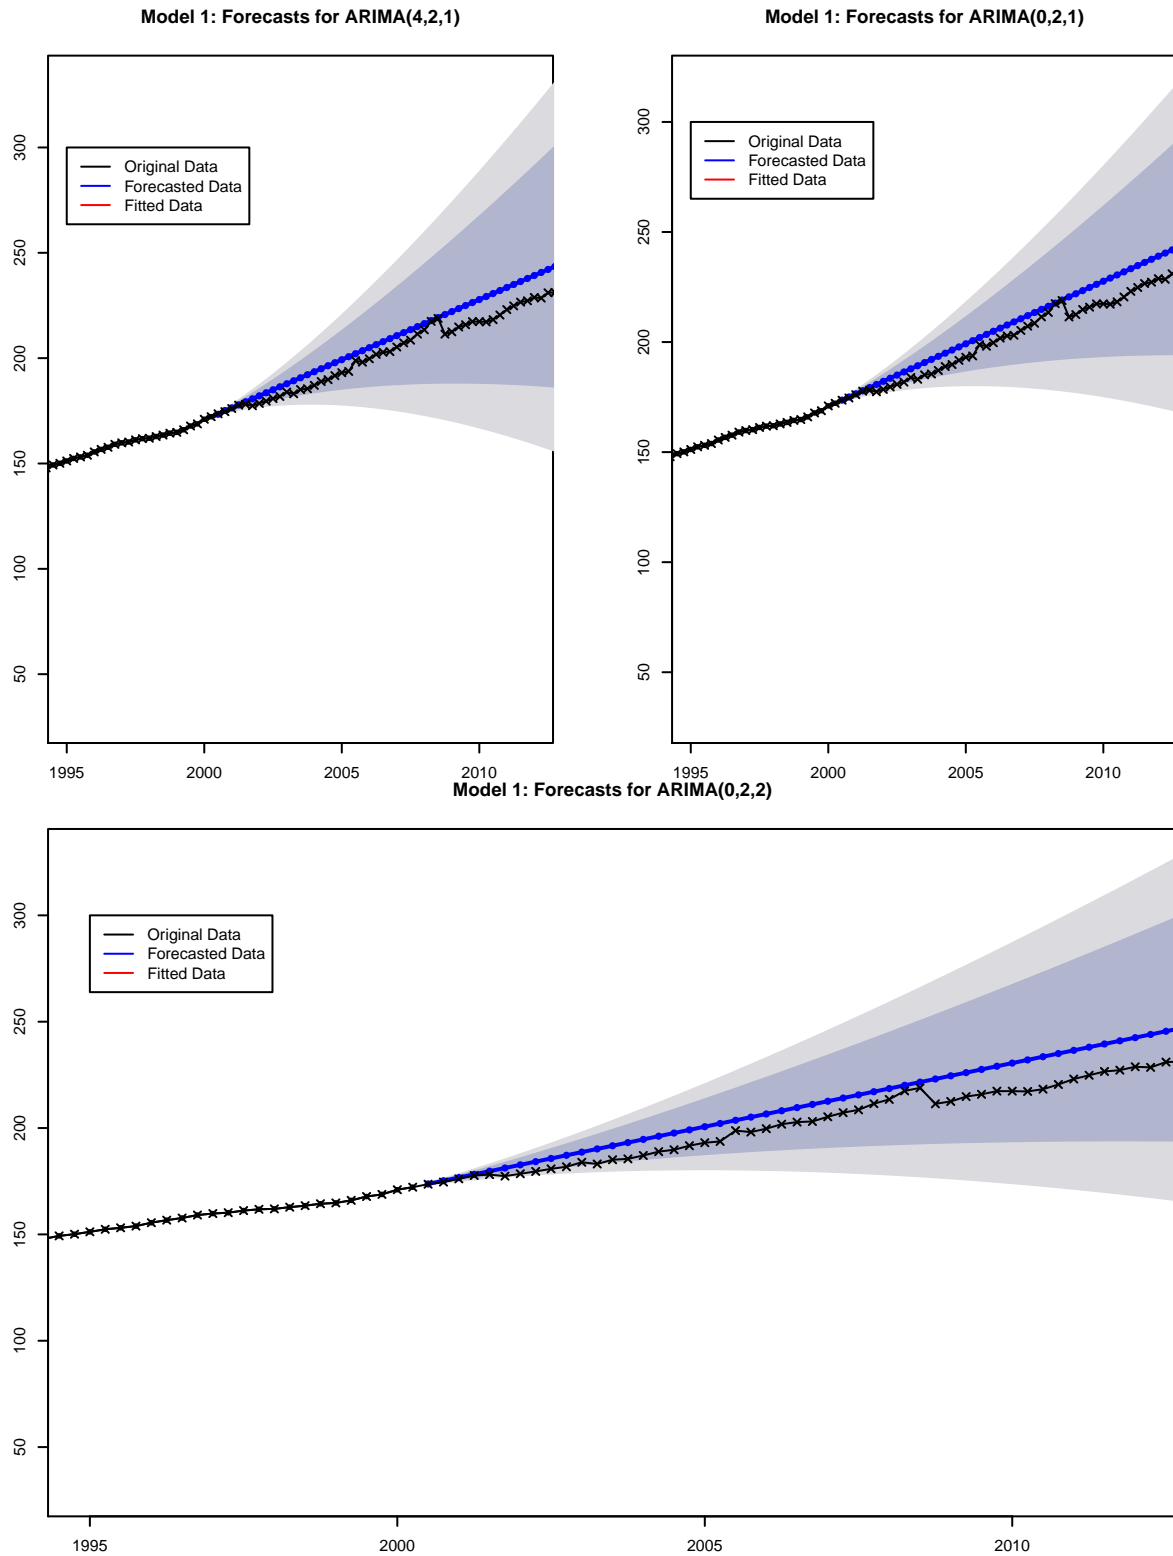 Model 1: Forecasts for ARIMA(4,2,1)
300
250
200
150
100
50
Original Data
Forecasted Data
Fitted Data
1995 2000 2005 2010
Model 1: Forecasts for ARIMA(0,2,1)
300
250
200
150
100
50
Original Data
Forecasted Data
Fitted Data
1995 2000 2005 2010
Model 1: Forecasts for ARIMA(0,2,2)
300
250
200
150
100
50
Original Data
Forecasted Data
Fitted Data
1995 2000 2005 2010